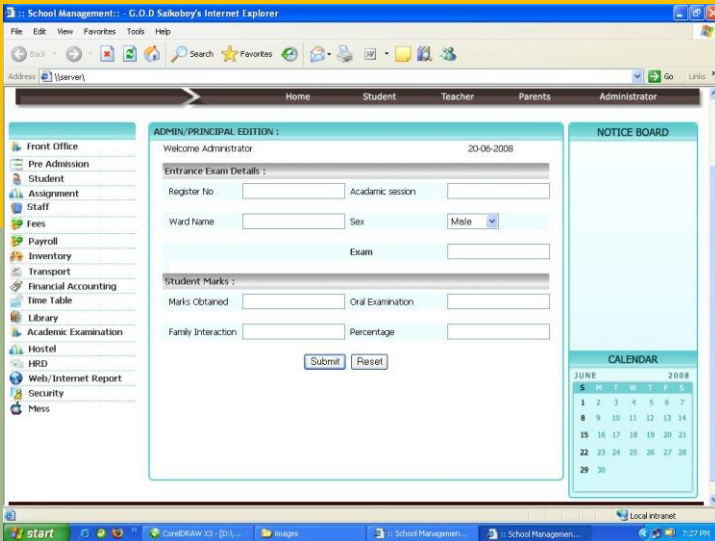 :: School Management:: - G.O.D Saikoboy's Internet Explorer
File Edit View Favorites Tools Help
Back Search Favorites
Address \\server\ Go Links
Home Student Teacher Parents Administrator
Front Office
Pre Admission
Student
Assignment
Staff
Fees
Payroll
Inventory
Transport
Financial Accounting
Time Table
Library
Academic Examination
Hostel
HRD
Web/Internet Report
Security
Mess
ADMIN/PRINCIPAL EDITION :
Welcome Administrator 20-06-2008
Entrance Exam Details :
Register No Acadamic session
Ward Name Sex Male
Exam
Student Marks :
Marks Obtained Oral Examination
Family Interaction Percentage
Submit Reset
NOTICE BOARD
CALENDAR
JUNE 2008
S M T W T F S
1 2 3 4 5 6 7
8 9 10 11 12 13 14
15 16 17 18 19 20 21
22 23 24 25 26 27 28
29 30
Local intranet
start CorelDRAW X3 - [D:\... images :: School Managemen... :: School Managemen... 7:27 PM